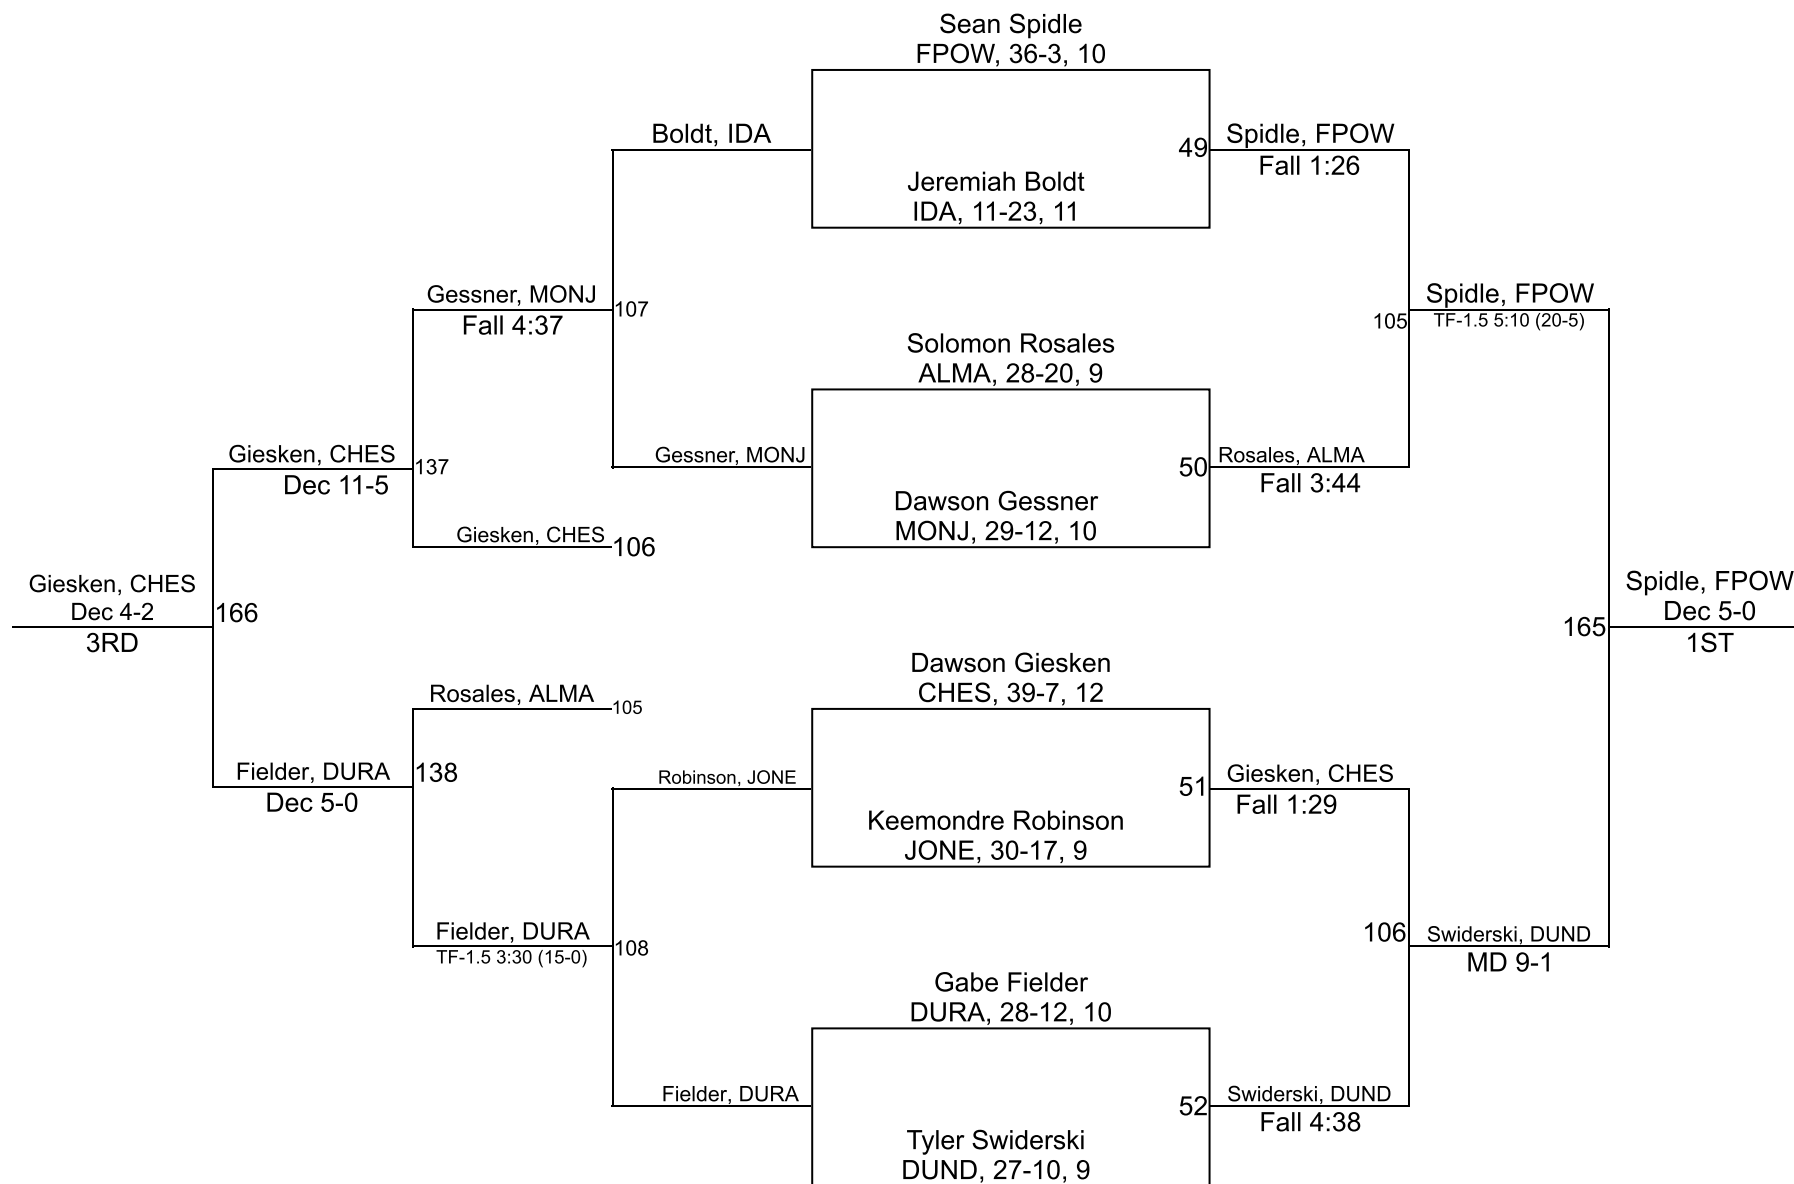 Sean Spidle
FPOW, 36-3, 10
Boldt, IDA
49
Spidle, FPOW
Fall 1:26
Jeremiah Boldt
IDA, 11-23, 11
Gessner, MONJ
Fall 4:37
107
Spidle, FPOW
105
TF-1.5 5:10 (20-5)
Solomon Rosales
ALMA, 28-20, 9
Giesken, CHES
Dec 11-5
137
Gessner, MONJ
50
Rosales, ALMA
Fall 3:44
Dawson Gessner
MONJ, 29-12, 10
Giesken, CHES
106
Giesken, CHES
Dec 4-2
3RD
166
165
Spidle, FPOW
Dec 5-0
1ST
Dawson Giesken
CHES, 39-7, 12
Rosales, ALMA
105
Fielder, DURA
Dec 5-0
138
Robinson, JONE
51
Giesken, CHES
Fall 1:29
Keemondre Robinson
JONE, 30-17, 9
Fielder, DURA
TF-1.5 3:30 (15-0)
108
106
Swiderski, DUND
MD 9-1
Gabe Fielder
DURA, 28-12, 10
Fielder, DURA
52
Swiderski, DUND
Fall 4:38
Tyler Swiderski
DUND, 27-10, 9